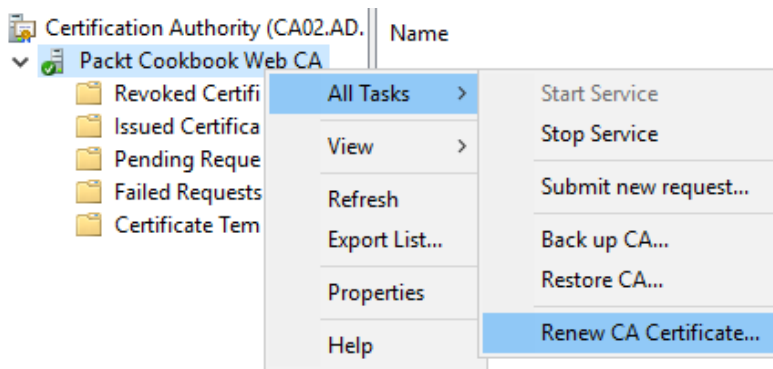 Certification Authority (CA02.AD.
Name
Packt Cookbook Web CA
Revoked Certifi
Issued Certifica
Pending Reque
Failed Requests
Certificate Tem
All Tasks >
View >
Refresh
Export List...
Properties
Help
Start Service
Stop Service
Submit new request...
Back up CA...
Restore CA...
Renew CA Certificate...